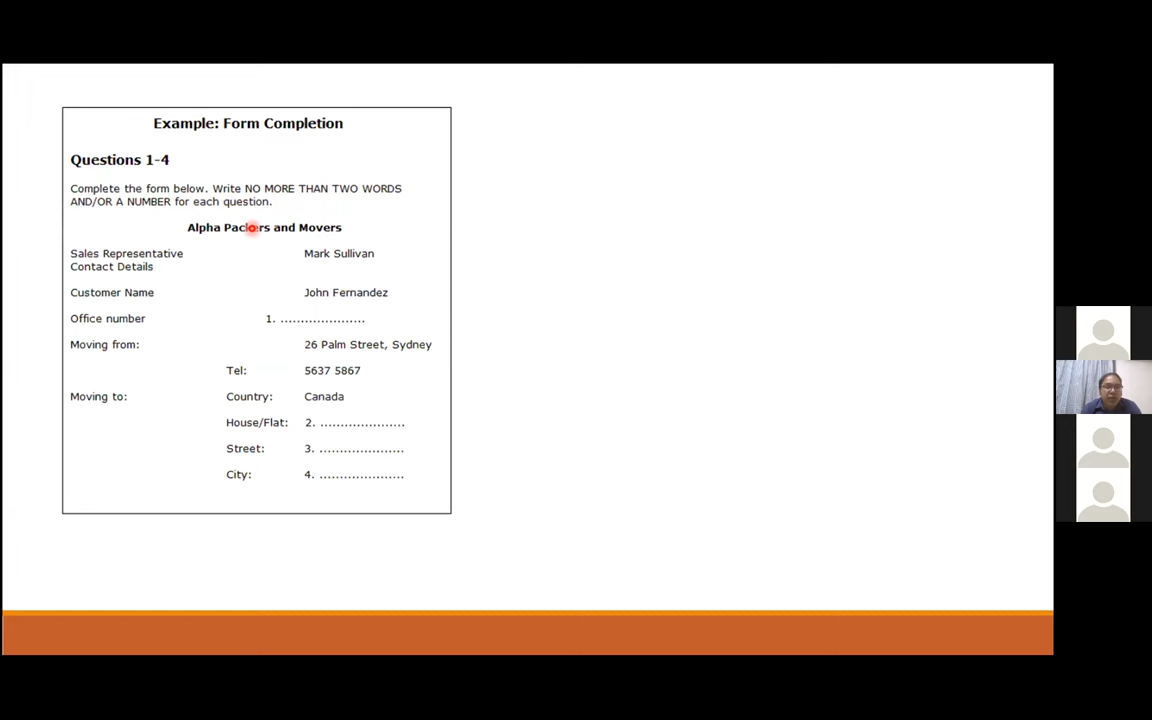 Example: Form Completion
Questions 1-4
Complete the form below. Write NO MORE THAN TWO WORDS
AND/OR A NUMBER for each question.
Alpha Packers and Movers
Sales Representative Mark Sullivan
Contact Details
Customer Name John Fernandez
Office number 1. .....................
Moving from: 26 Palm Street, Sydney
Tel: 5637 5867
Moving to: Country: Canada
House/Flat: 2. .....................
Street: 3. .....................
City: 4. .....................